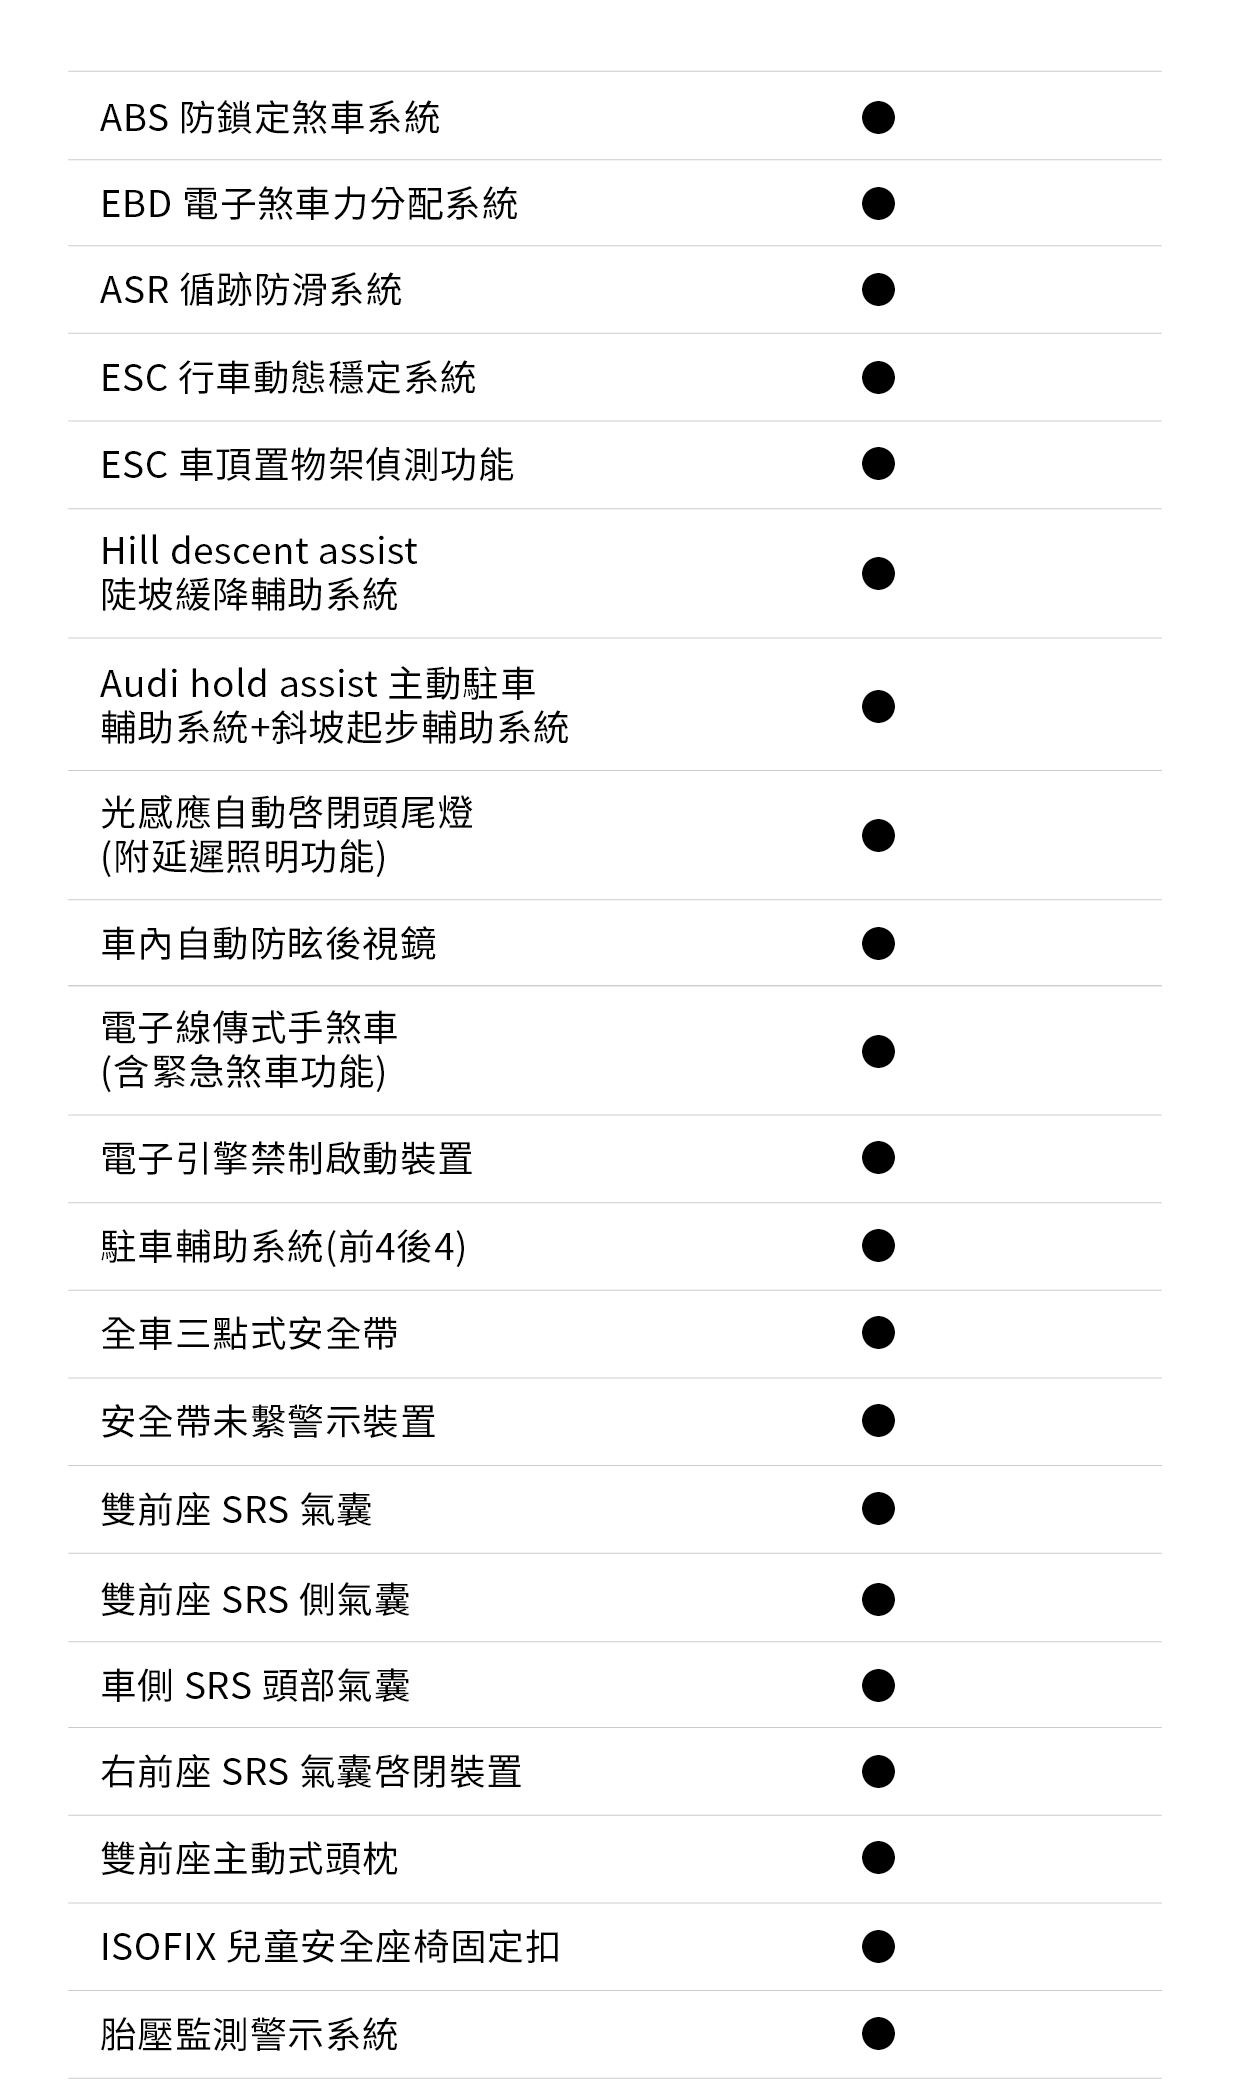 ABS 防鎖定煞車系統
EBD 電子煞車力分配系統
ASR 循跡防滑系統
ESC 行車動態穩定系統
ESC 車頂置物架偵測功能
Hill descent assist
陡坡緩降輔助系統
Audi hold assist 主動駐車
輔助系統+斜坡起步輔助系統
光感應自動啓閉頭尾燈
(附延遲照明功能)
車內自動防眩後視鏡
電子線傳式手煞車
(含緊急煞車功能)
電子引擎禁制啟動裝置
駐車輔助系統(前4後4)
全車三點式安全帶
安全帶未繫警示裝置
雙前座 SRS 氣囊
雙前座 SRS 側氣囊
車側 SRS 頭部氣囊
右前座 SRS 氣囊啓閉裝置
雙前座主動式頭枕
ISOFIX 兒童安全座椅固定扣
胎壓監測警示系統